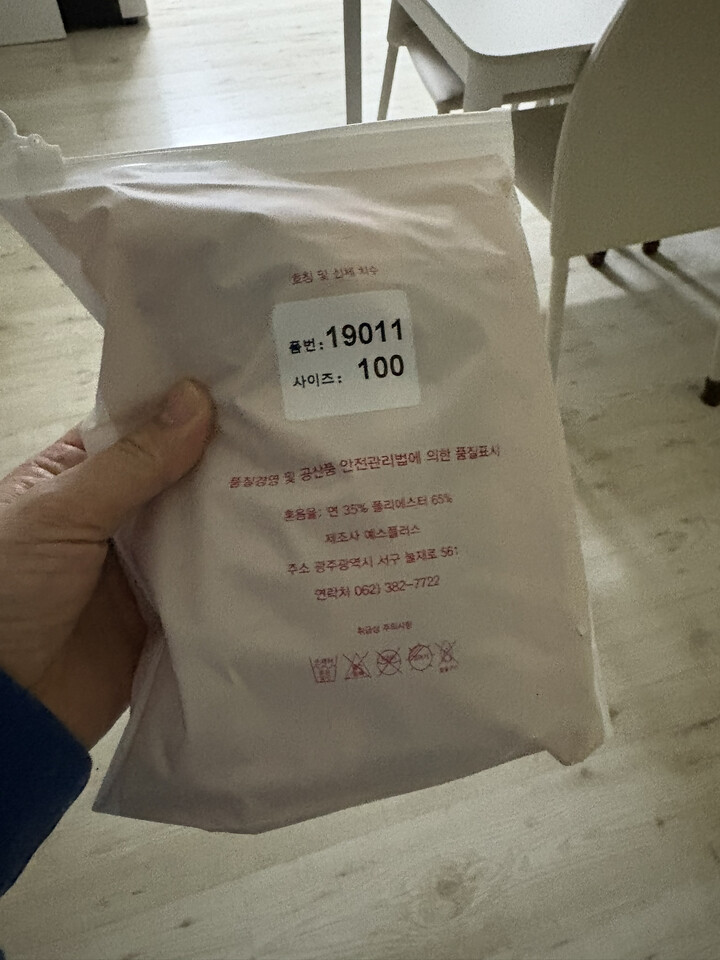 호칭 및 신체 치수
품번:19011
사이즈: 100
품질경영 및 공산품 안전관리법에 의한 품질표시
혼용율: 면 35% 폴리에스터 65%
제조사 예스플러스
주소 광주광역시 서구 눌재로 561
연락처 062) 382-7722
취급상 주의사항